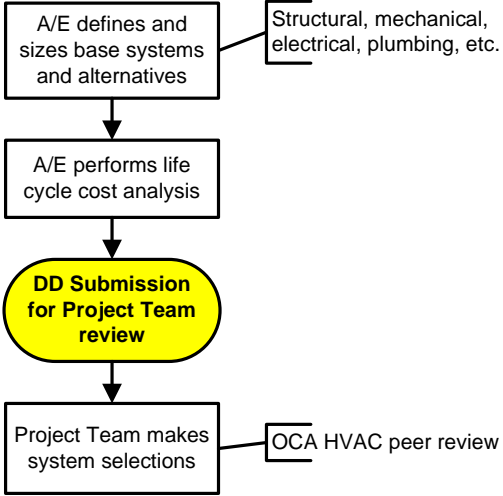 A/E defines and
sizes base systems
and alternatives
Structural, mechanical,
electrical, plumbing, etc.
A/E performs life
cycle cost analysis
DD Submission
for Project Team
review
Project Team makes
system selections
OCA HVAC peer review